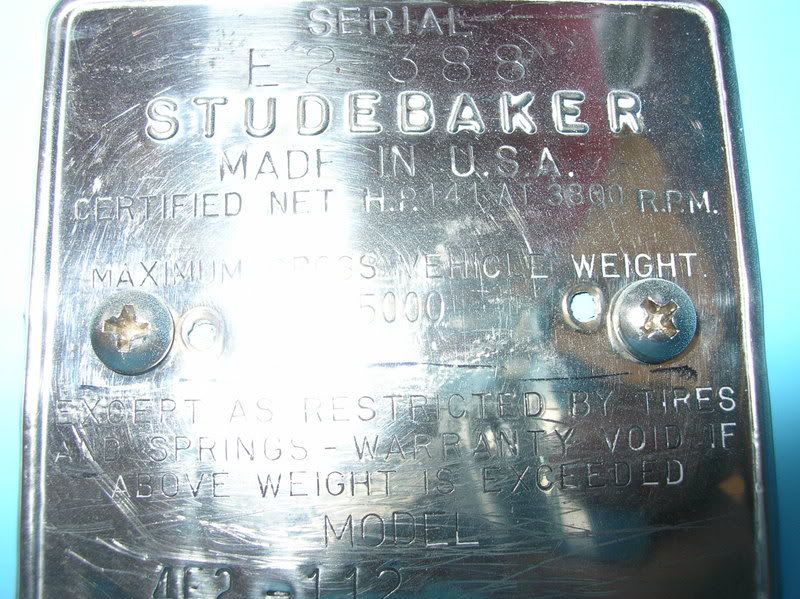 SERIAL
E2 388
STUDEBAKER
MADE IN U.S.A.
CERTIFIED NET H.P. 141 AT 3800 R.P.M.
MAXIMUM GROSS VEHICLE WEIGHT.
5000
EXCEPT AS RESTRICTED BY TIRES
AND SPRINGS - WARRANTY VOID IF
ABOVE WEIGHT IS EXCEEDED
MODEL
4E2-112